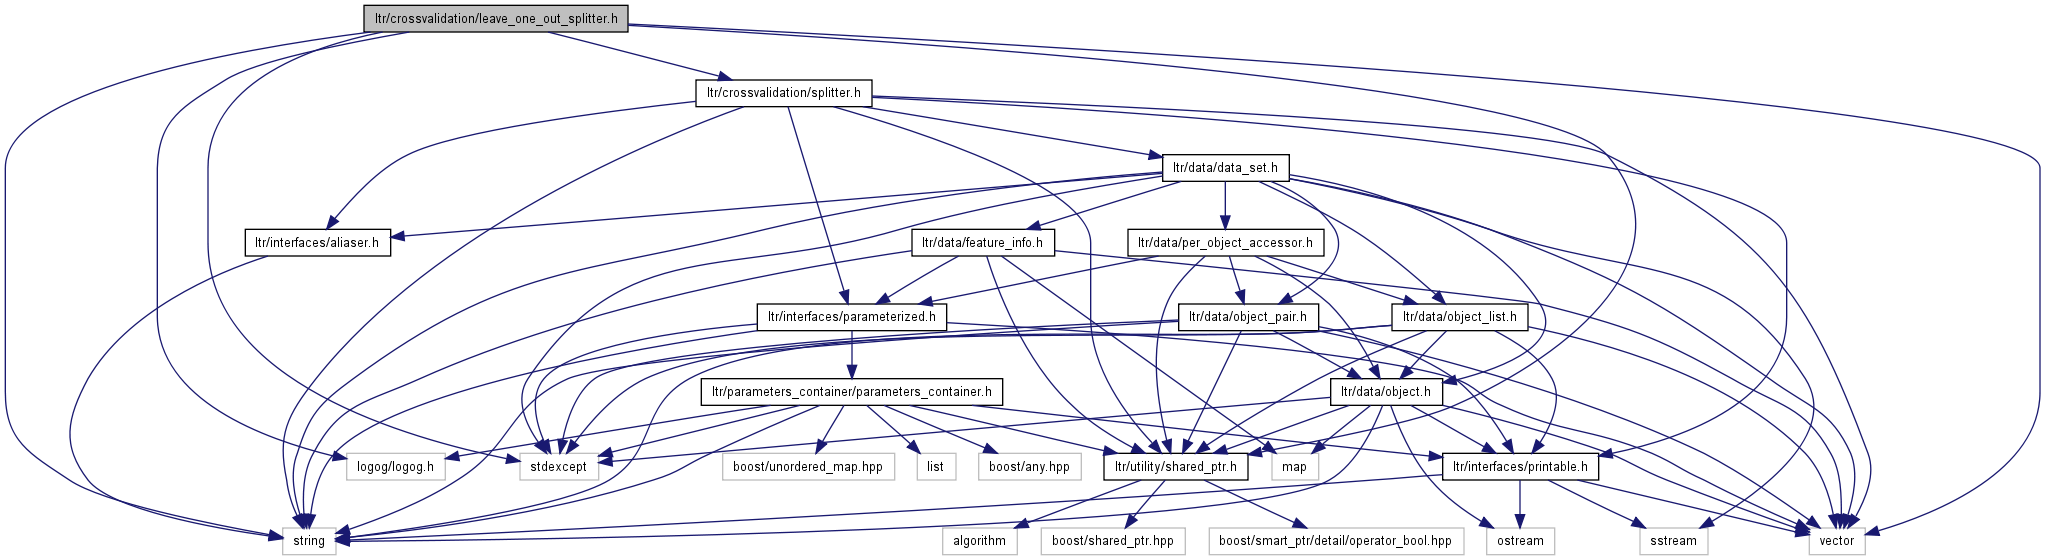 ltr/crossvalidation/leave_one_out_splitter.h
ltr/crossvalidation/splitter.h
ltr/data/data_set.h
ltr/interfaces/aliaser.h
ltr/data/feature_info.h
ltr/data/per_object_accessor.h
ltr/interfaces/parameterized.h
ltr/data/object_pair.h
ltr/data/object_list.h
ltr/parameters_container/parameters_container.h
ltr/data/object.h
logog/logog.h
stdexcept
boost/unordered_map.hpp
list
boost/any.hpp
ltr/utility/shared_ptr.h
map
ltr/interfaces/printable.h
string
algorithm
boost/shared_ptr.hpp
boost/smart_ptr/detail/operator_bool.hpp
ostream
sstream
vector